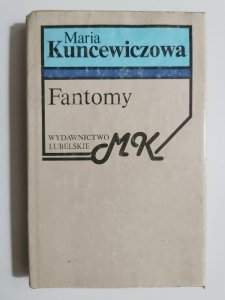 Maria
Kuncewiczowa
Fantomy
WYDAWNICTWO
LUBELSKIE
MK